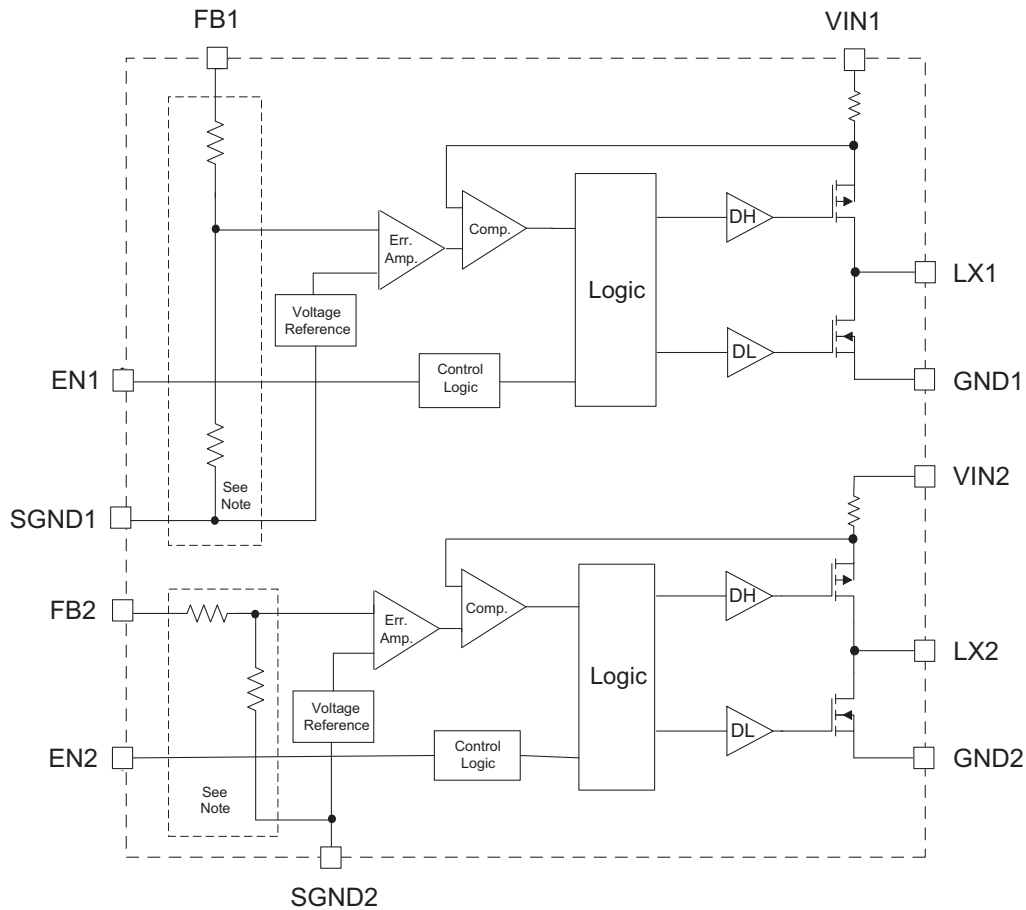 FB1
VIN1
Err.
Amp.
Comp.
DH
Logic
LX1
Voltage
Reference
DL
EN1
Control
Logic
GND1
See
Note
VIN2
SGND1
FB2
Err.
Amp.
Comp.
DH
Logic
LX2
Voltage
Reference
DL
EN2
Control
Logic
GND2
See
Note
SGND2